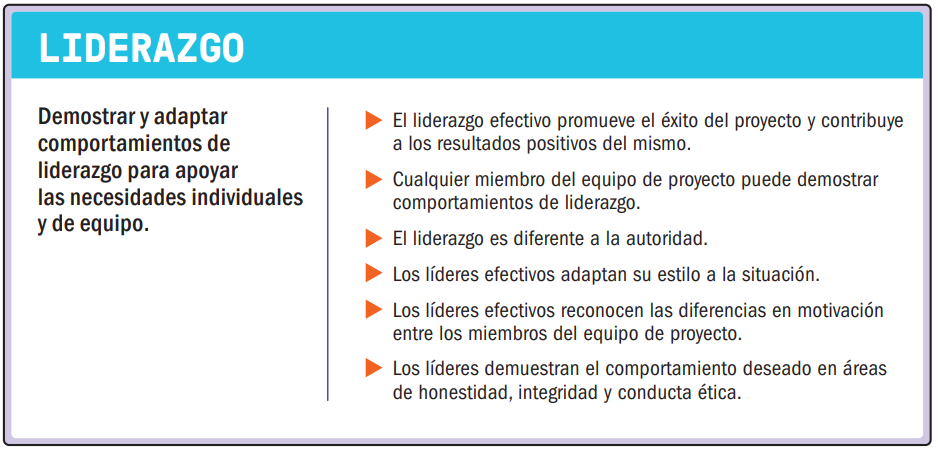 LIDERAZGO
Demostrar y adaptar
comportamientos de
liderazgo para apoyar
las necesidades individuales
y de equipo.
El liderazgo efectivo promueve el éxito del proyecto y contribuye
a los resultados positivos del mismo.
Cualquier miembro del equipo de proyecto puede demostrar
comportamientos de liderazgo.
El liderazgo es diferente a la autoridad.
Los líderes efectivos adaptan su estilo a la situación.
Los líderes efectivos reconocen las diferencias en motivación
entre los miembros del equipo de proyecto.
Los líderes demuestran el comportamiento deseado en áreas
de honestidad, integridad y conducta ética.